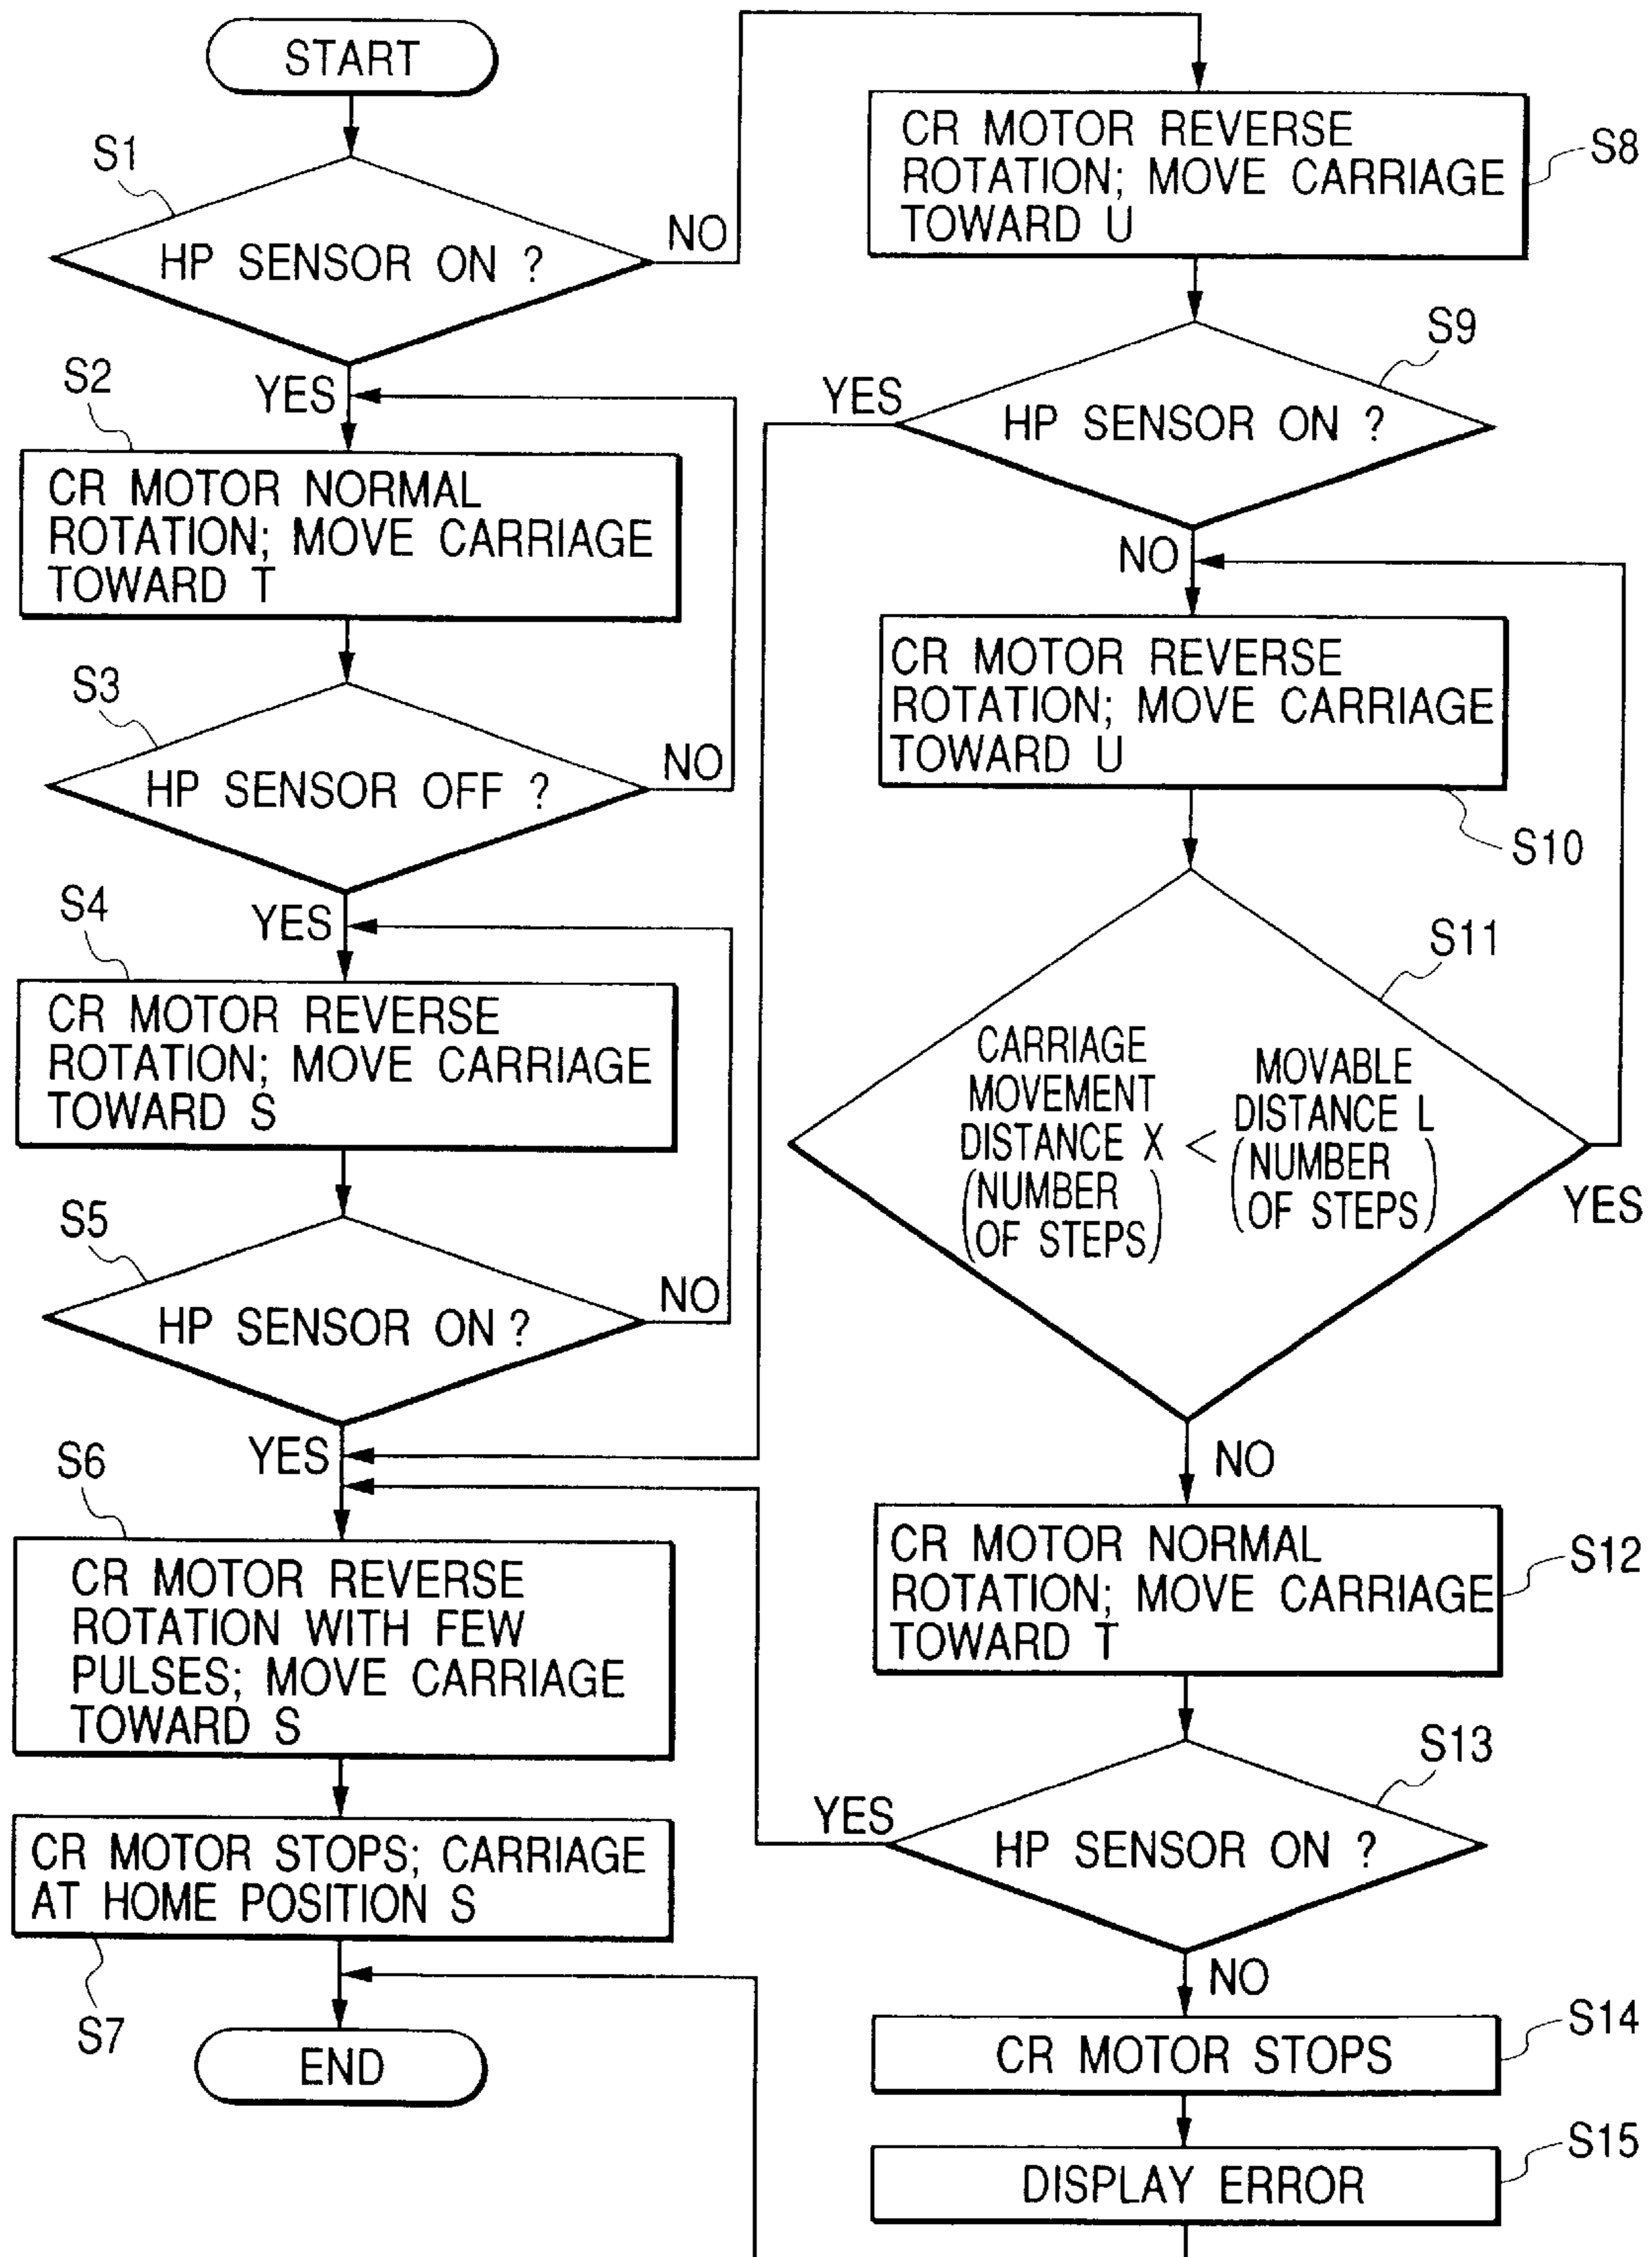 START
S1
HP SENSOR ON ?
NO
YES
S2
CR MOTOR NORMAL
ROTATION; MOVE CARRIAGE
TOWARD T
S3
HP SENSOR OFF ?
NO
YES
S4
CR MOTOR REVERSE
ROTATION; MOVE CARRIAGE
TOWARD S
S5
HP SENSOR ON ?
NO
YES
S6
CR MOTOR REVERSE
ROTATION WITH FEW
PULSES; MOVE CARRIAGE
TOWARD S
CR MOTOR STOPS; CARRIAGE
AT HOME POSITION S
S7
END
CR MOTOR REVERSE
ROTATION; MOVE CARRIAGE
TOWARD U
S8
S9
YES
HP SENSOR ON ?
NO
CR MOTOR REVERSE
ROTATION; MOVE CARRIAGE
TOWARD U
S10
S11
CARRIAGE
MOVEMENT
DISTANCE X
(NUMBER
OF STEPS)
<
MOVABLE
DISTANCE L
(NUMBER
OF STEPS)
YES
NO
CR MOTOR NORMAL
ROTATION; MOVE CARRIAGE
TOWARD T
S12
S13
YES
HP SENSOR ON ?
NO
CR MOTOR STOPS
S14
DISPLAY ERROR
S15